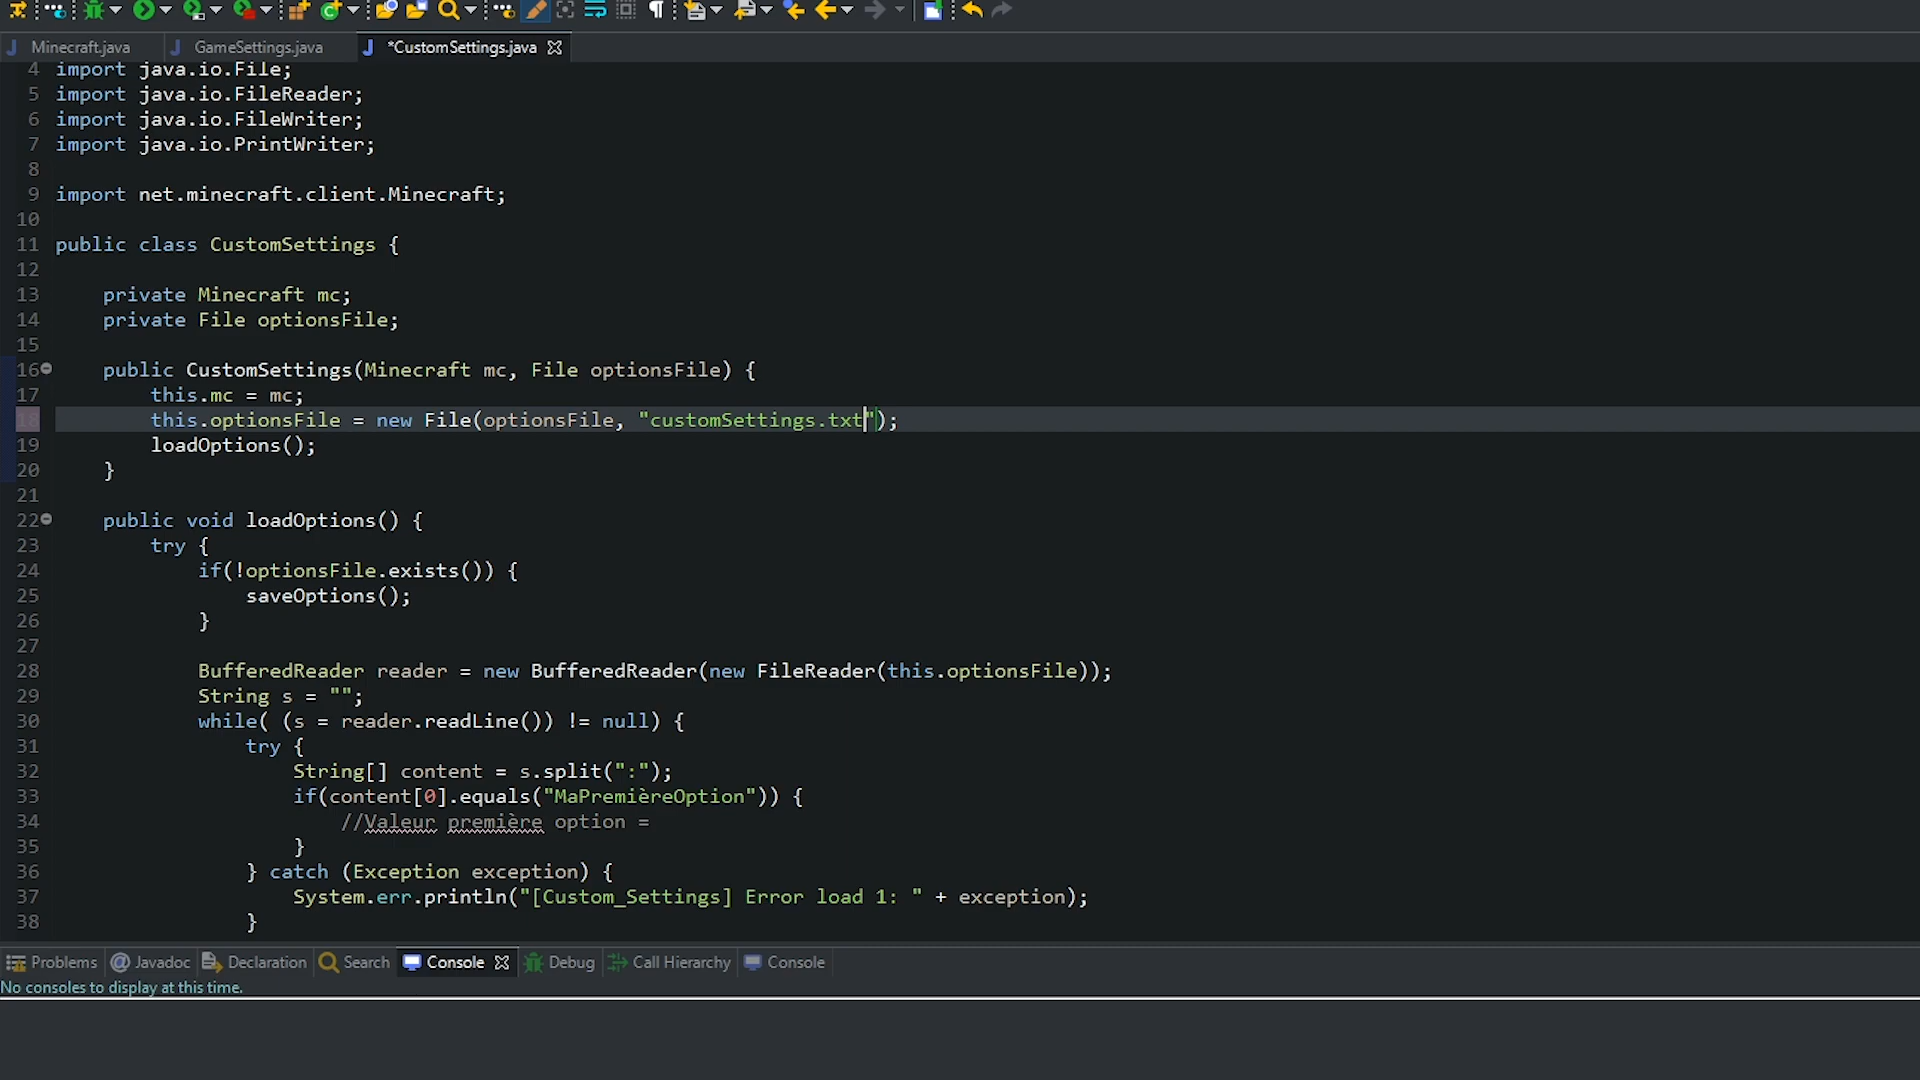 Minecraft.java GameSettings.java *CustomSettings.java
4 import java.io.File;
5 import java.io.FileReader;
6 import java.io.FileWriter;
7 import java.io.PrintWriter;
8
9 import net.minecraft.client.Minecraft;
10
11 public class CustomSettings {
12
13 private Minecraft mc;
14 private File optionsFile;
15
16 public CustomSettings(Minecraft mc, File optionsFile) {
17 this.mc = mc;
18 this.optionsFile = new File(optionsFile, "customSettings.txt");
19 loadOptions();
20 }
21
22 public void loadOptions() {
23 try {
24 if(!optionsFile.exists()) {
25 saveOptions();
26 }
27
28 BufferedReader reader = new BufferedReader(new FileReader(this.optionsFile));
29 String s = "";
30 while( (s = reader.readLine()) != null) {
31 try {
32 String[] content = s.split(":");
33 if(content[0].equals("MaPremièreOption")) {
34 //Valeur première option =
35 }
36 } catch (Exception exception) {
37 System.err.println("[Custom_Settings] Error load 1: " + exception);
38 }
Problems Javadoc Declaration Search Console Debug Call Hierarchy Console
No consoles to display at this time.